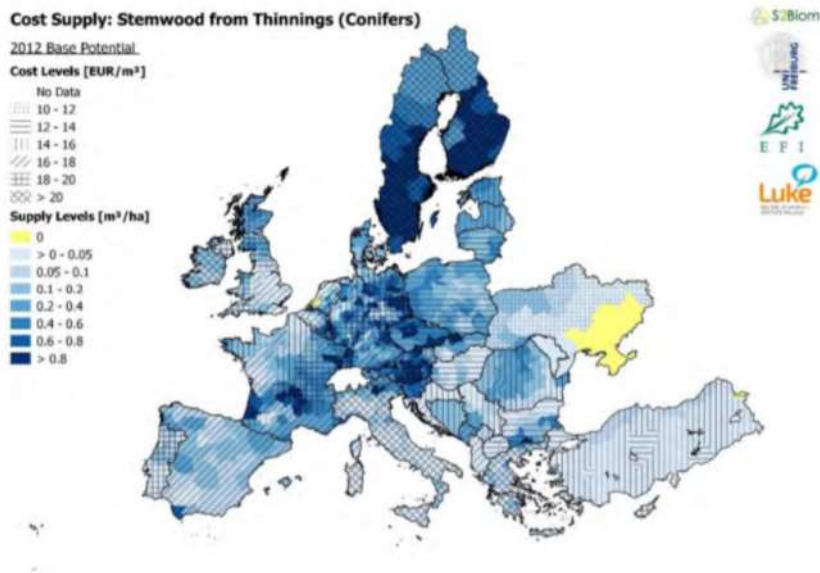 Cost Supply: Stemwood from Thinnings (Conifers)
2012 Base Potential
Cost Levels [EUR/m³]
No Data
10 - 12
12 - 14
14 - 16
16 - 18
18 - 20
> 20
Supply Levels [m³/ha]
0
> 0 - 0.05
0.05 - 0.1
0.1 - 0.2
0.2 - 0.4
0.4 - 0.6
0.6 - 0.8
> 0.8
S2Biom
UNI
FREIBURG
E F I
Luke